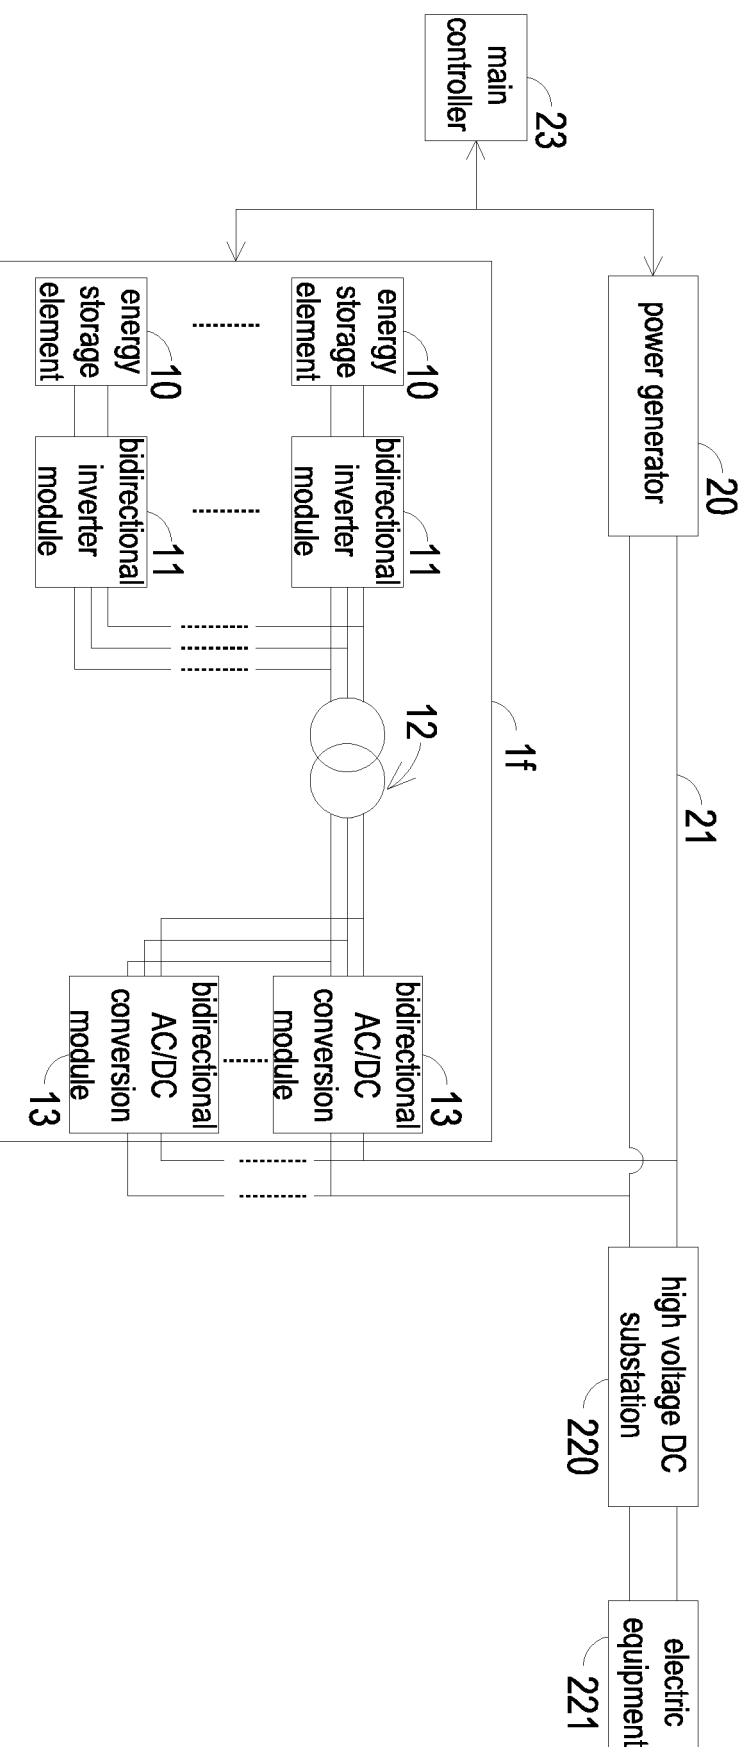 main
controller
23
power generator
20
21
high voltage DC
substation
220
electric
equipment
221
1f
energy
storage
element
10
bidirectional
inverter
module
11
12
bidirectional
AC/DC
conversion
module
13
energy
storage
element
10
bidirectional
inverter
module
11
bidirectional
AC/DC
conversion
module
13